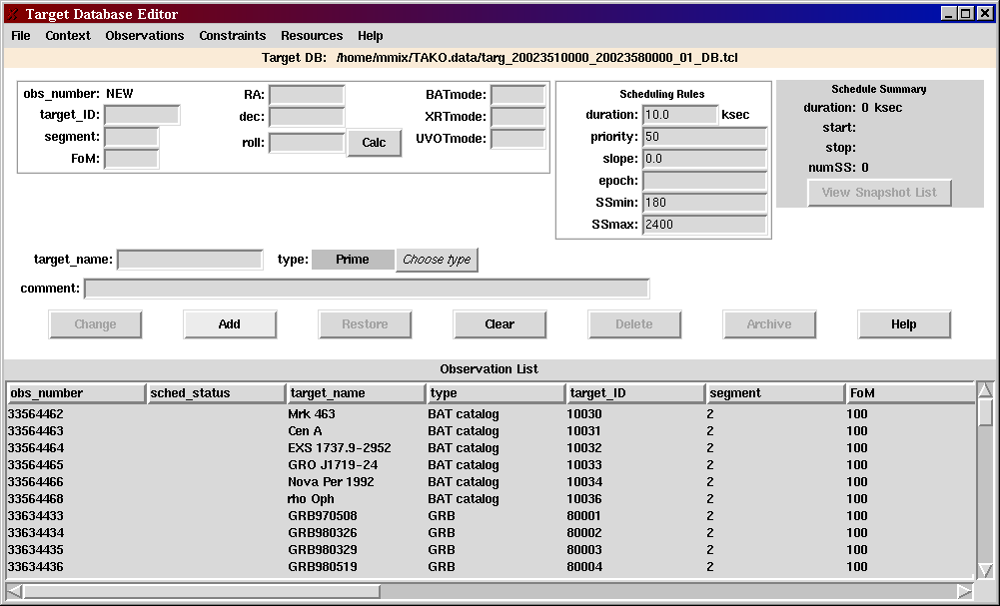 Target Database Editor
File Context Observations Constraints Resources Help
Target DB: /home/mmix/TAKO.data/targ_20023510000_20023580000_01_DB.tcl
obs_number: NEW
target_ID:
segment:
FoM:
RA:
dec:
roll: Calc
BATmode:
XRTmode:
UVOTmode:
Scheduling Rules
duration: 10.0 ksec
priority: 50
slope: 0.0
epoch:
SSmin: 180
SSmax: 2400
Schedule Summary
duration: 0 ksec
start:
stop:
numSS: 0
View Snapshot List
target_name: type: Prime Choose type
comment:
Change Add Restore Clear Delete Archive Help
Observation List
obs_number sched_status target_name type target_ID segment FoM
33564462 Mrk 463 BAT catalog 10030 2 100
33564463 Cen A BAT catalog 10031 2 100
33564464 EXS 1737.9-2952 BAT catalog 10032 2 100
33564465 GRO J1719-24 BAT catalog 10033 2 100
33564466 Nova Per 1992 BAT catalog 10034 2 100
33564468 rho Oph BAT catalog 10036 2 100
33634433 GRB970508 GRB 80001 2 100
33634434 GRB980326 GRB 80002 2 100
33634435 GRB980329 GRB 80003 2 100
33634436 GRB980519 GRB 80004 2 100